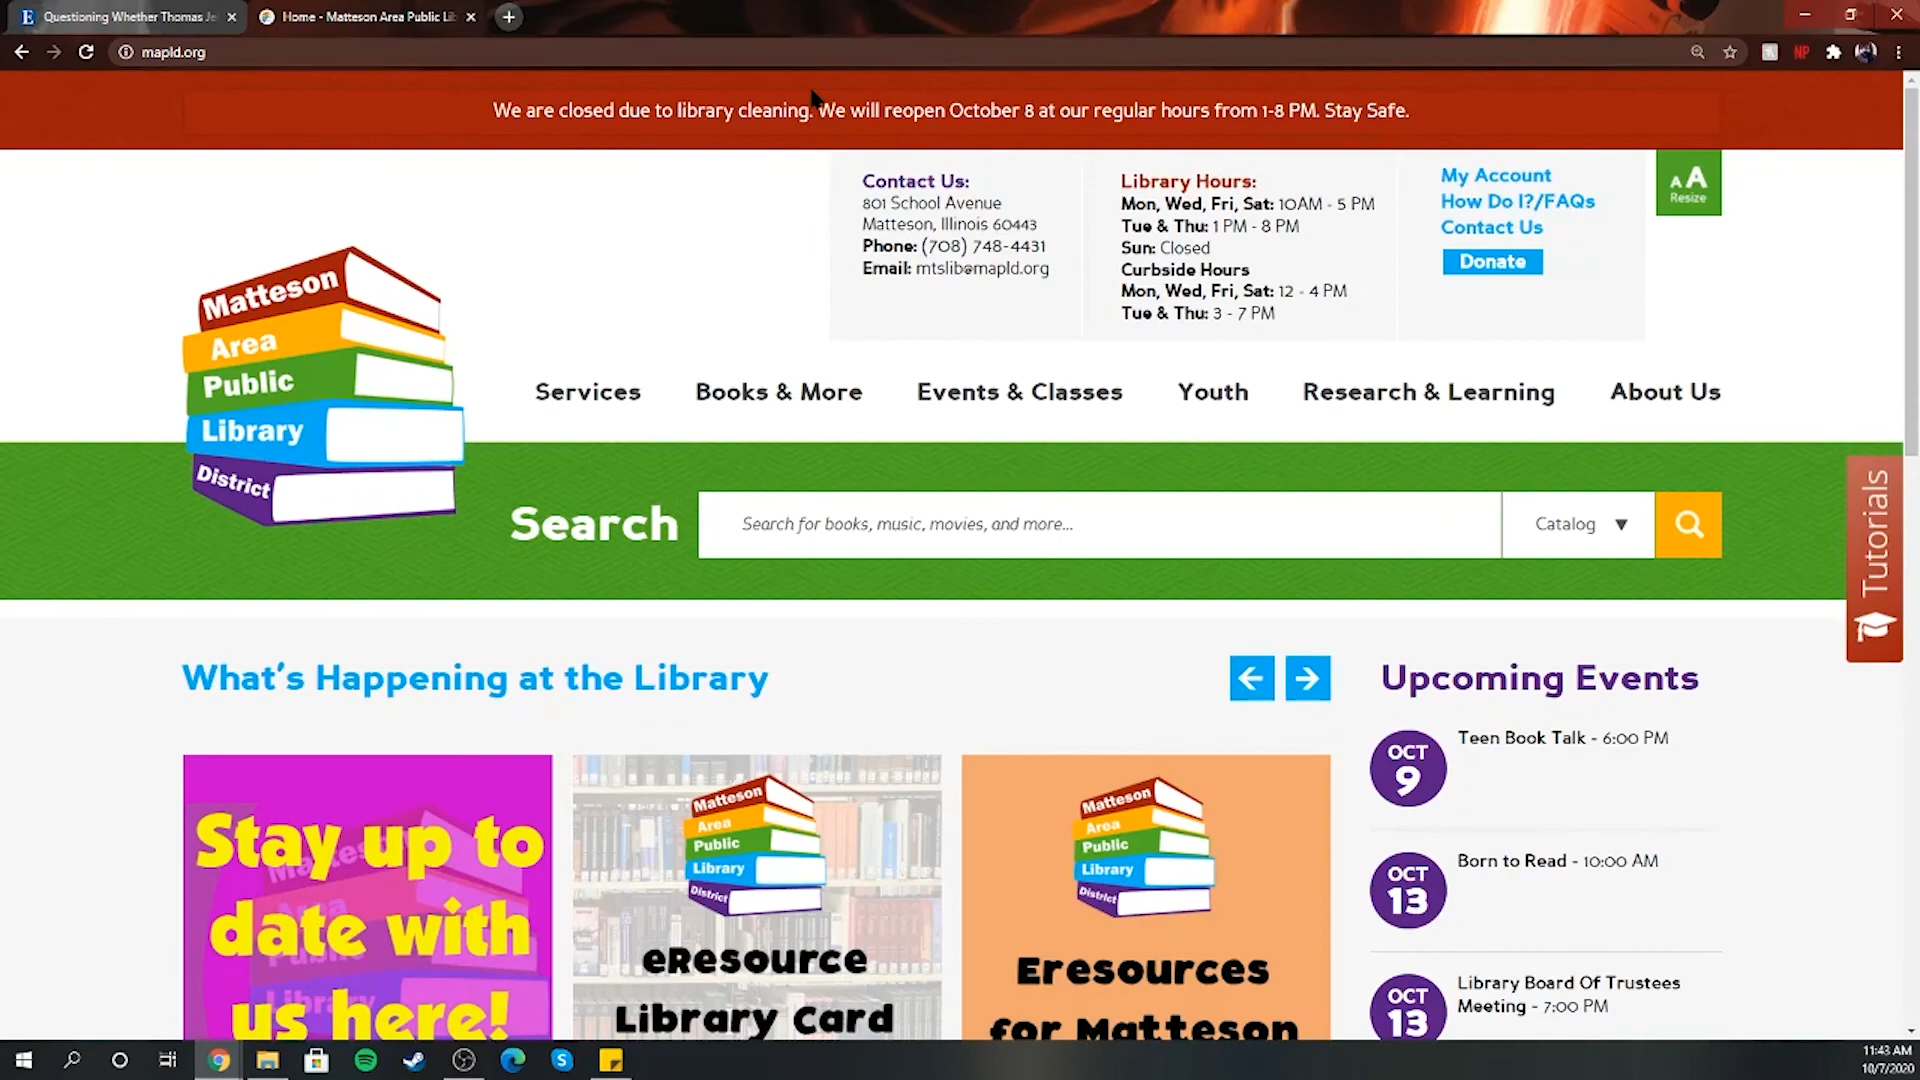 Questioning Whether Thomas Je
Home - Matteson Area Public Li
mapld.org
NP
We are closed due to library cleaning. We will reopen October 8 at our regular hours from 1-8 PM. Stay Safe.
Contact Us:
801 School Avenue
Matteson, Illinois 60443
Phone: (708) 748-4431
Email: mtslib@mapld.org
Library Hours:
Mon, Wed, Fri, Sat: 10AM - 5 PM
Tue & Thu: 1 PM - 8 PM
Sun: Closed
Curbside Hours
Mon, Wed, Fri, Sat: 12 - 4 PM
Tue & Thu: 3 - 7 PM
My Account
How Do I?/FAQs
Contact Us
Donate
A A
Resize
Matteson
Area
Public
Library
District
Services Books & More Events & Classes Youth Research & Learning About Us
Search
Search for books, music, movies, and more...
Catalog ▼
Tutorials
What's Happening at the Library
Stay up to
date with
us here!
Matteson
Area
Public
Library
District
eResource
Library Card
Matteson
Area
Public
Library
District
Eresources
for Matteson
Upcoming Events
OCT
9
Teen Book Talk - 6:00 PM
OCT
13
Born to Read - 10:00 AM
OCT
13
Library Board Of Trustees
Meeting - 7:00 PM
11:43 AM
10/7/2020